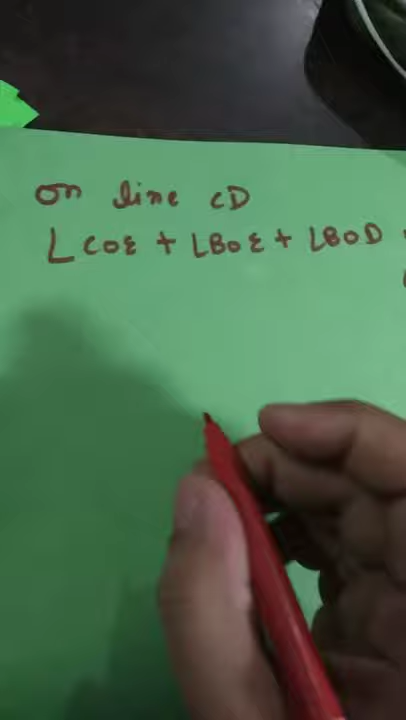 on line CD
∠COE + ∠BOE + ∠BOD